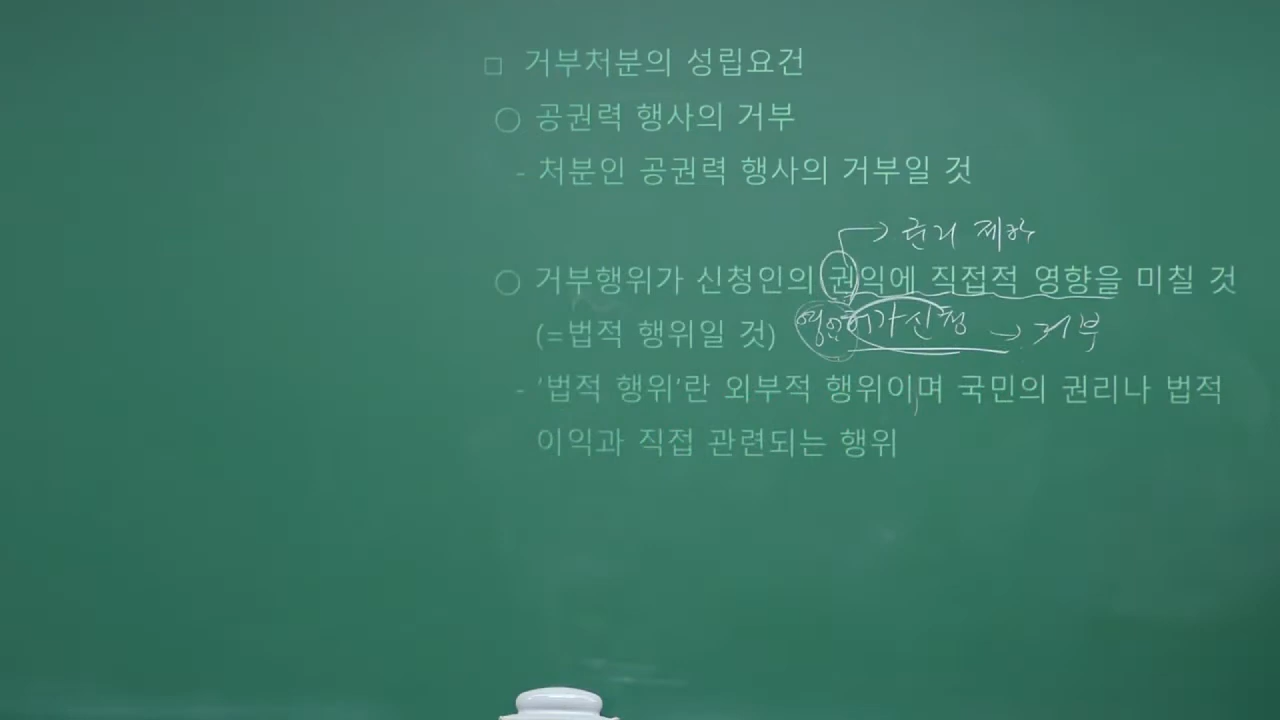 □ 거부처분의 성립요건
○ 공권력 행사의 거부
- 처분인 공권력 행사의 거부일 것
→ 권리 제한
○ 거부행위가 신청인의 권익에 직접적 영향을 미칠 것
(=법적 행위일 것) 영업허가신청 → 거부
- '법적 행위'란 외부적 행위이며 국민의 권리나 법적
이익과 직접 관련되는 행위